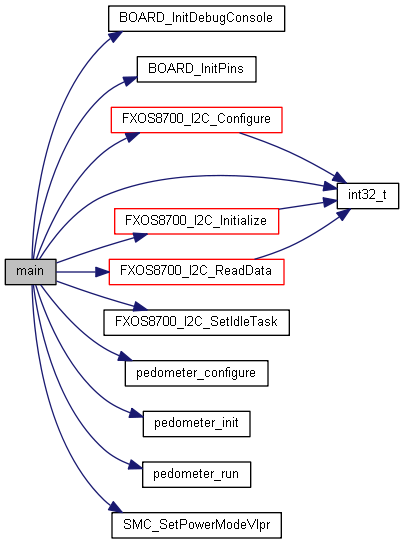 BOARD_InitDebugConsole
BOARD_InitPins
FXOS8700_I2C_Configure
int32_t
FXOS8700_I2C_Initialize
main
FXOS8700_I2C_ReadData
FXOS8700_I2C_SetIdleTask
pedometer_configure
pedometer_init
pedometer_run
SMC_SetPowerModeVlpr